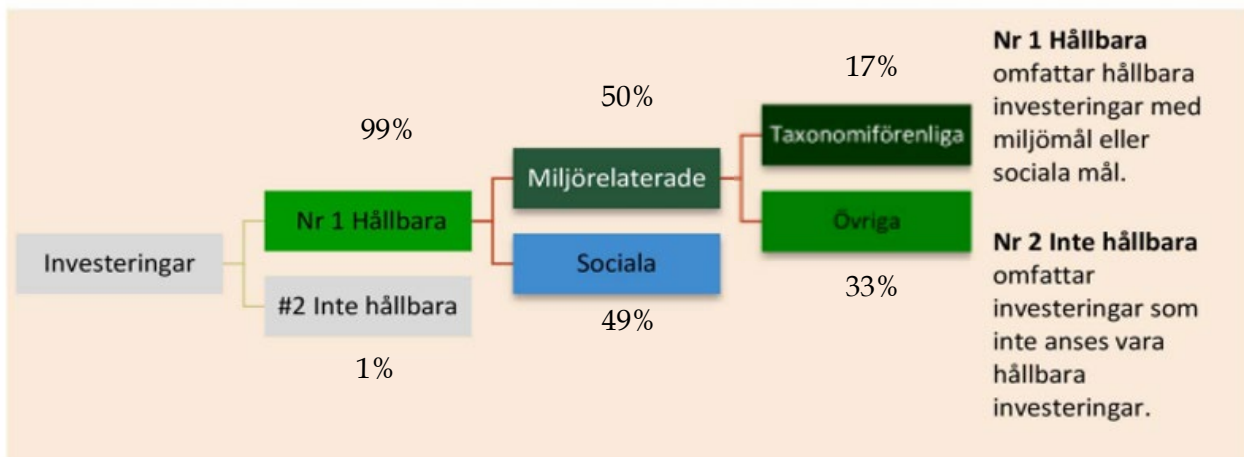 Investeringar
99%
Nr 1 Hållbara
#2 Inte hållbara
1%
50%
Miljörelaterade
Sociala
49%
17%
Taxonomiförenliga
Övriga
33%
Nr 1 Hållbara
omfattar hållbara
investeringar med
miljömål eller
sociala mål.
Nr 2 Inte hållbara
omfattar
investeringar som
inte anses vara
hållbara
investeringar.